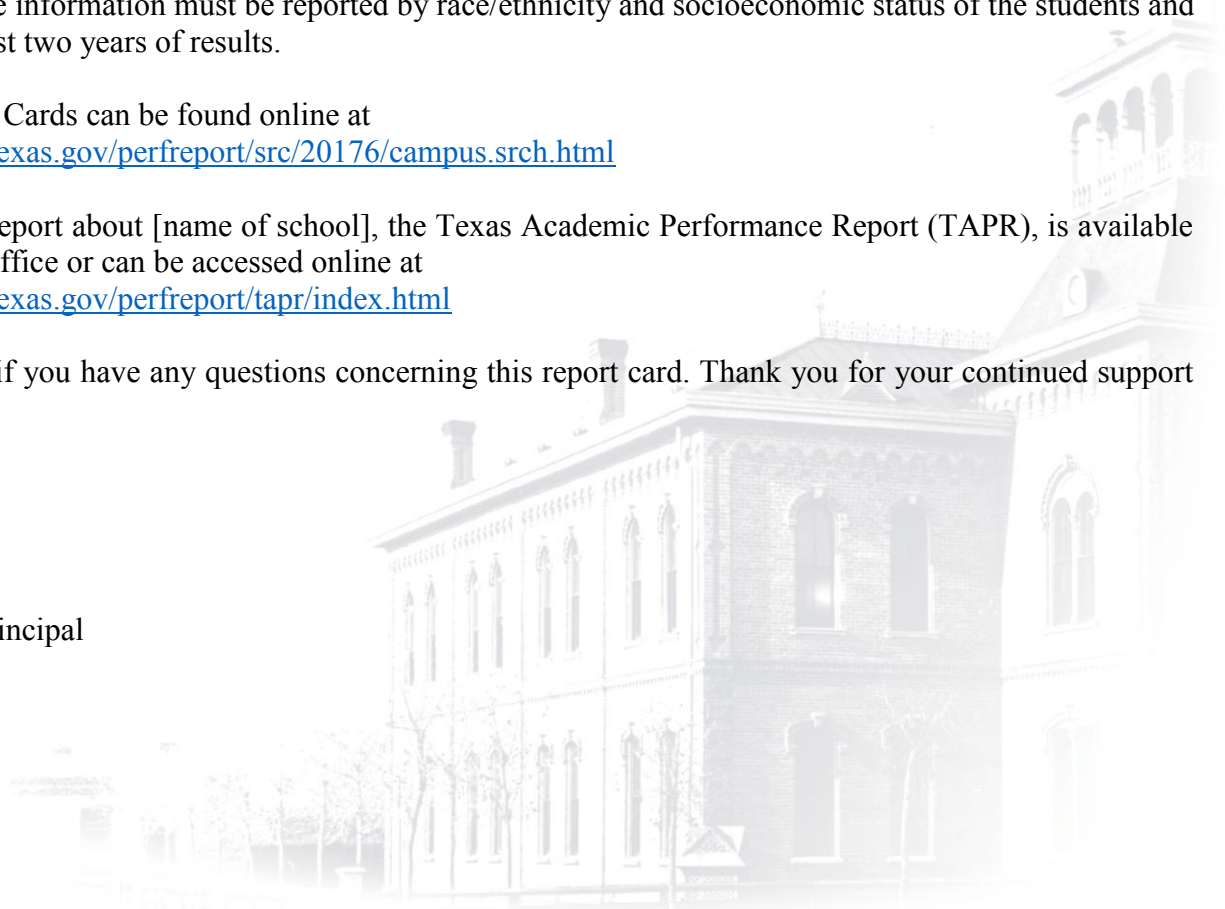 e information must be reported by race/ethnicity and socioeconomic status of the students and
st two years of results.
Cards can be found online at
exas.gov/perfreport/src/20176/campus.srch.html
eport about [name of school], the Texas Academic Performance Report (TAPR), is available
ffice or can be accessed online at
exas.gov/perfreport/tapr/index.html
if you have any questions concerning this report card. Thank you for your continued support
incipal